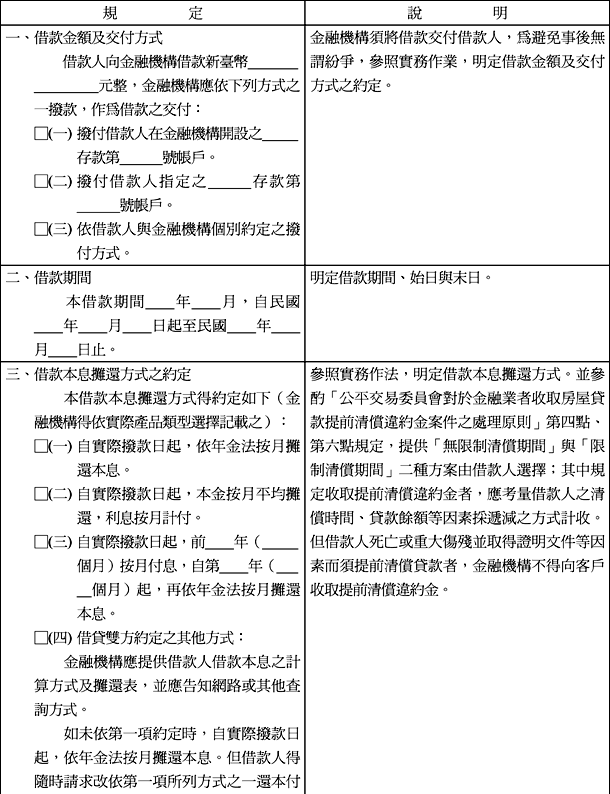 規定
說明
一、借款金額及交付方式
借款人向金融機構借款新臺幣________
______________元整，金融機構應依下列方式之
一撥款，作爲借款之交付：
□(一) 撥付借款人在金融機構開設之_____
存款第______號帳戶。
□(二) 撥付借款人指定之______存款第
______號帳戶。
□(三) 依借款人與金融機構個別約定之撥
付方式。
金融機構須將借款交付借款人，爲避免事後無
謂紛爭，參照實務作業，明定借款金額及交付
方式之約定。
二、借款期間
本借款期間____年____月，自民國
____年____月____日起至民國____年____
月____日止。
明定借款期間、始日與末日。
三、借款本息攤還方式之約定
本借款本息攤還方式得約定如下（金
融機構得依實際產品類型選擇記載之）：
□(一) 自實際撥款日起，依年金法按月攤
還本息。
□(二) 自實際撥款日起，本金按月平均攤
還，利息按月計付。
□(三) 自實際撥款日起，前____年（_____
個月）按月付息，自第____年（___
__個月）起，再依年金法按月攤還
本息。
□(四) 借貸雙方約定之其他方式：
金融機構應提供借款人借款本息之計
算方式及攤還表，並應告知網路或其他查
詢方式。
如未依第一項約定時，自實際撥款日
起，依年金法按月攤還本息。但借款人得
隨時請求改依第一項所列方式之一還本付
參照實務作法，明定借款本息攤還方式。並參
酌「公平交易委員會對於金融業者收取房屋貸
款提前清償違約金案件之處理原則」第四點、
第六點規定，提供「無限制清償期間」與「限
制清償期間」二種方案由借款人選擇；其中規
定收取提前清償違約金者，應考量借款人之清
償時間、貸款餘額等因素採遞減之方式計收。
但借款人死亡或重大傷殘並取得證明文件等因
素而須提前清償貸款者，金融機構不得向客戶
收取提前清償違約金。